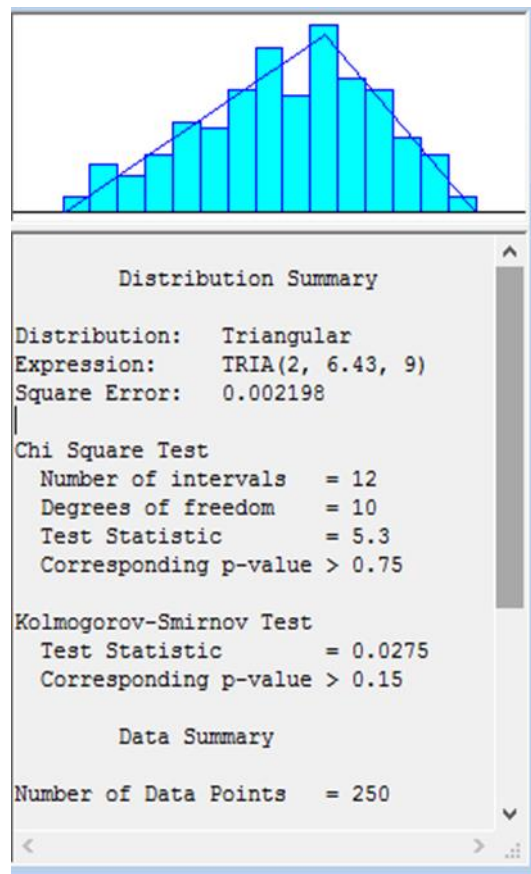 Distribution Summary
Distribution: Triangular
Expression: TRIA(2, 6.43, 9)
Square Error: 0.002198
Chi Square Test
Number of intervals = 12
Degrees of freedom = 10
Test Statistic = 5.3
Corresponding p-value > 0.75
Kolmogorov-Smirnov Test
Test Statistic = 0.0275
Corresponding p-value > 0.15
Data Summary
Number of Data Points = 250